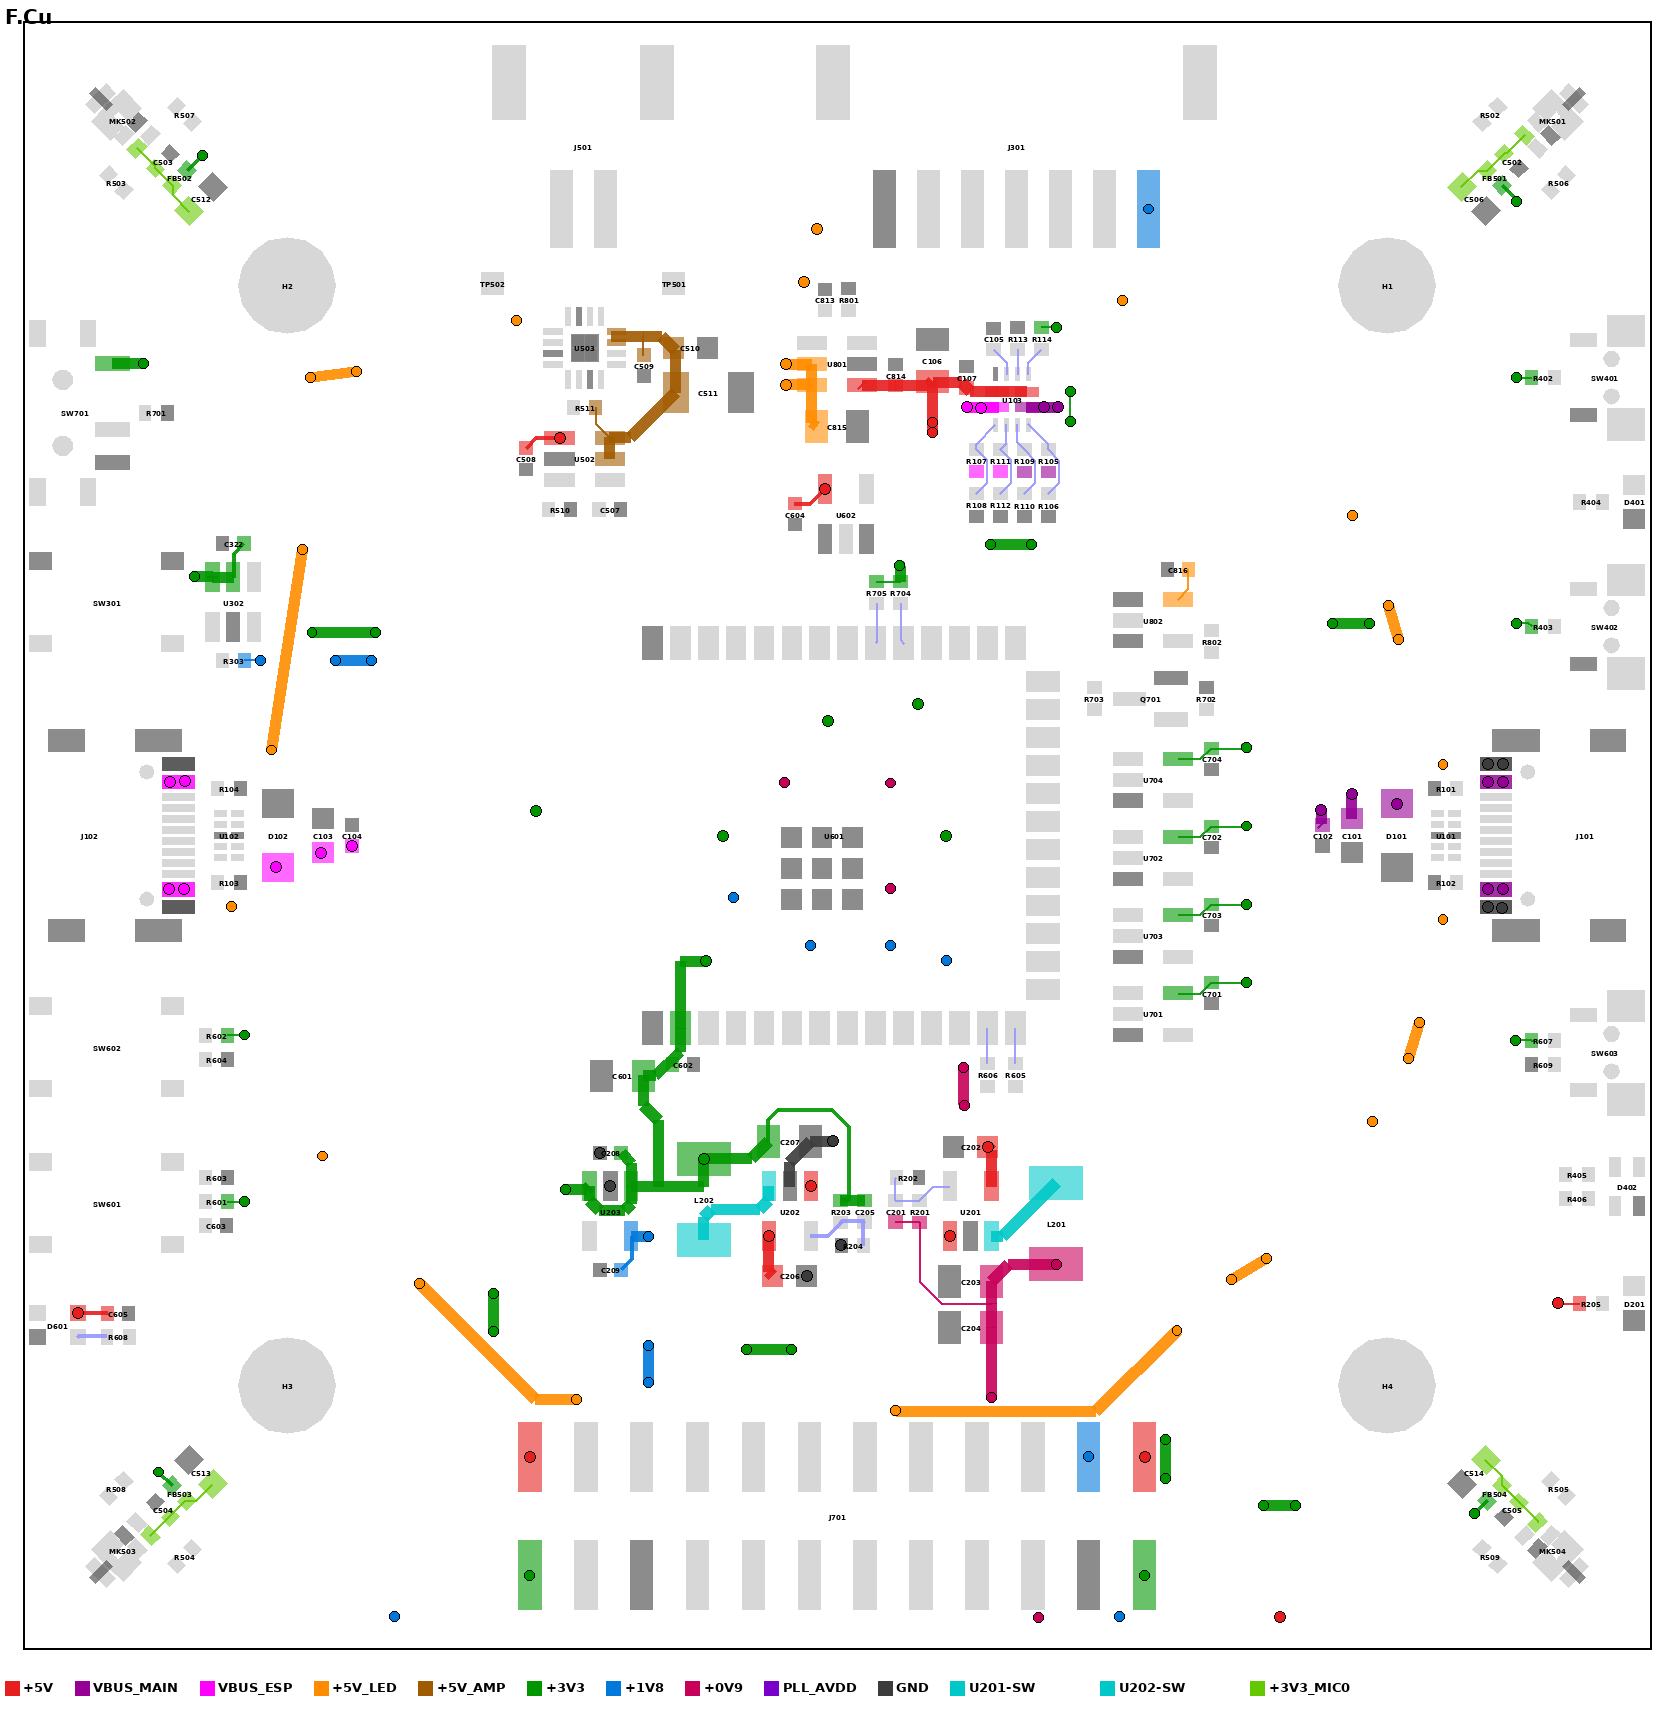 F.Cu
MK502 R507 R502 MK501
J501 J301
C503 C502
R503 FB502 FB501 R506
C512 C506
H2 TP502 TP501 H1
C813 R801
U503 C510 C105 R113 R114
C509 U801 C106
C814 C107 R402 SW401
C511 U103
SW701 R701 R511 C815
C508 U502 R107 R111 R109 R105
R510 C507 C604 U602 R108 R112 R110 R106 R404 D401
C322 C816
SW301 U302 R705 R704
U802 R403 SW402
R303 R802
R703 Q701 R702
C704
R104 U704 R101
J102 U102 D102 C103 C104 U601 C702 C102 C101 D101 U101 J101
U702
R103 R102
C703
U703
C701
U701
R602 R607
SW602 R604 SW603
C601 C602 R606 R605 R609
C208 C207 C202
R603 R202 R405
SW601 R601 L202 R406 D402
C603 U203 U202 R203 C205 C201 R201 U201 L201
R204
C209 C206 C203
D601 C605 R205 D201
R608 C204
H3 H4
C513 C514
R508 FB503 FB504 R505
C504 C505
J701
MK503 R504 R509 MK504
+5V VBUS_MAIN VBUS_ESP +5V_LED +5V_AMP +3V3 +1V8 +0V9 PLL_AVDD GND U201-SW U202-SW +3V3_MIC0